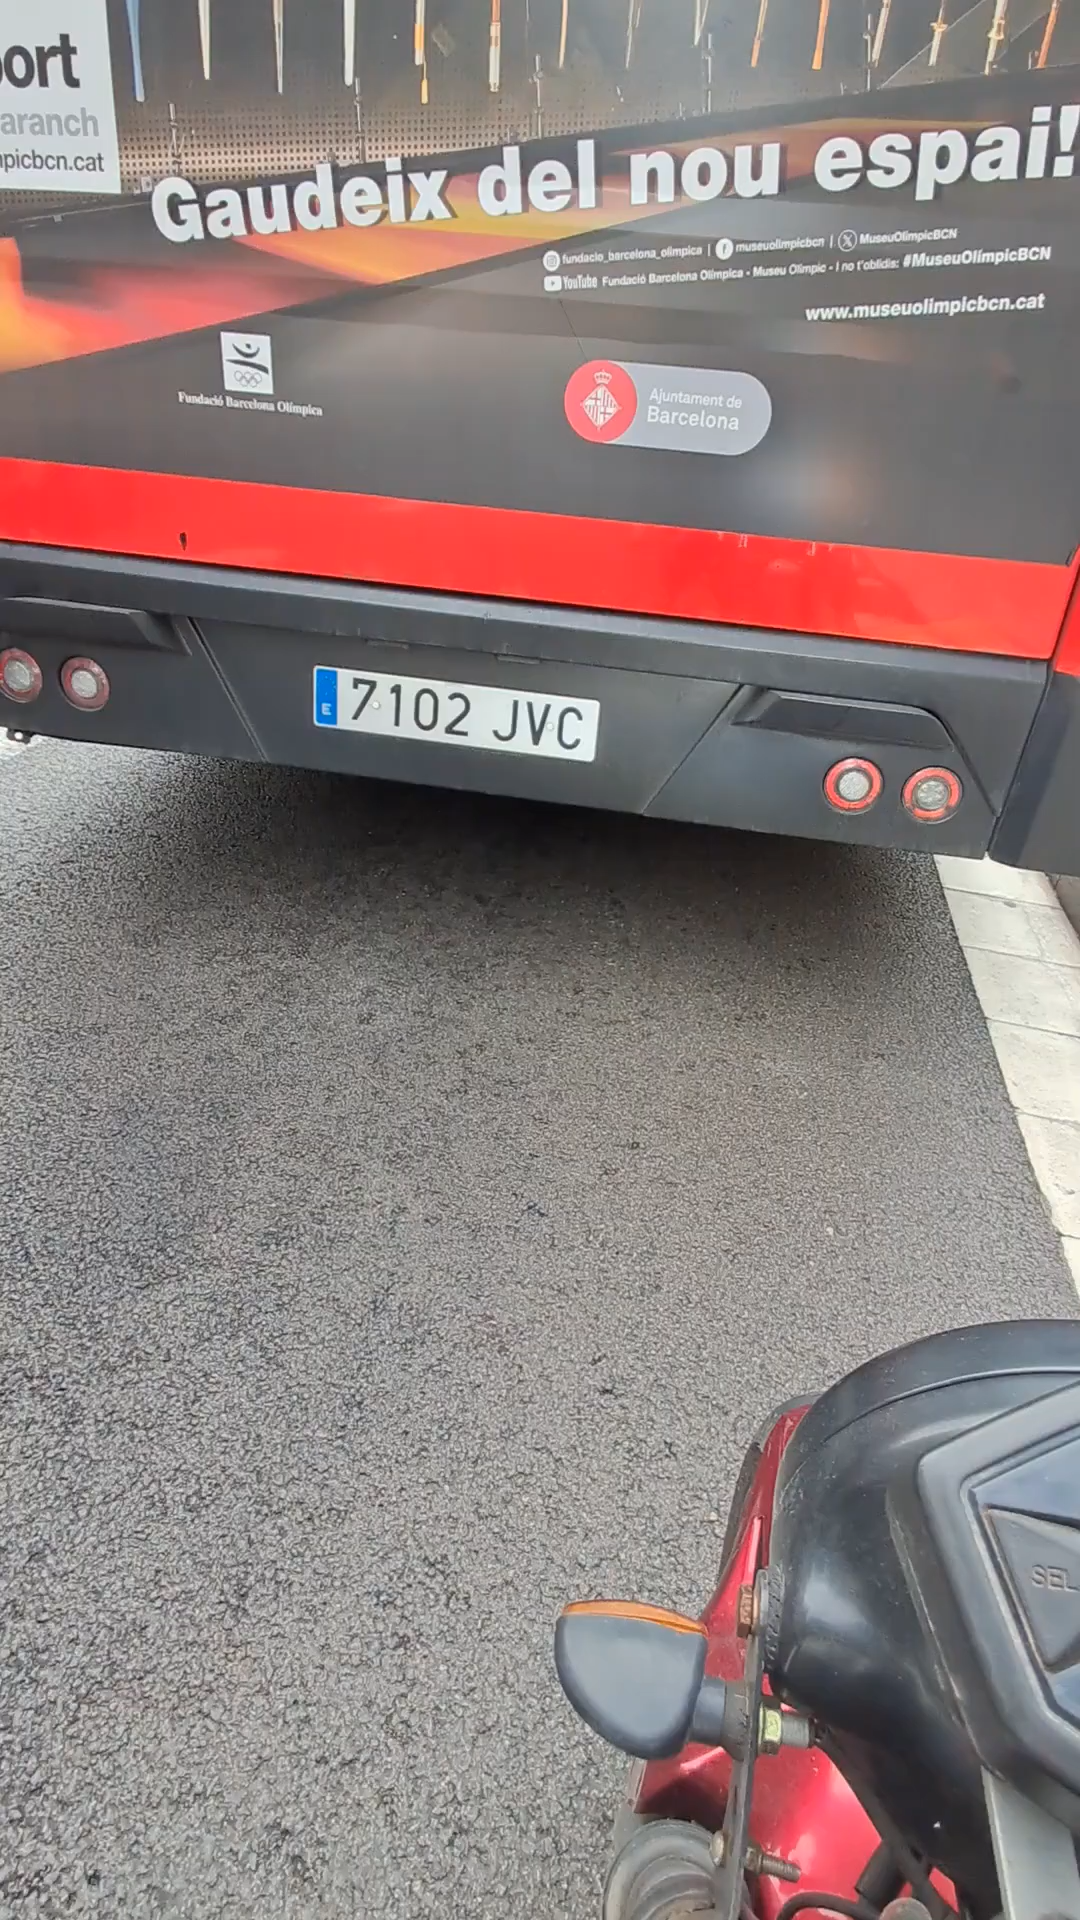 ort
aranch
picbcn.cat
Gaudeix del nou espai!
fundacio_barcelona_olimpica | museuolimpicbcn | MuseuOlimpicBCN
YouTube Fundació Barcelona Olímpica - Museu Olímpic - I no t'oblidis: #MuseuOlímpicBCN
www.museuolimpicbcn.cat
Fundació Barcelona Olímpica
Ajuntament de
Barcelona
E 7102 JVC
SEL